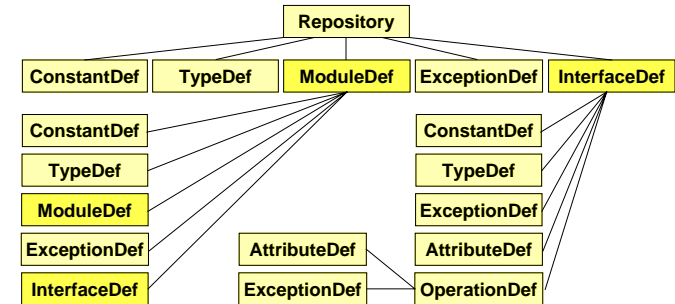 Repository
ConstantDef TypeDef ModuleDef ExceptionDef InterfaceDef
ConstantDef ConstantDef
TypeDef TypeDef
ModuleDef ExceptionDef
ExceptionDef AttributeDef AttributeDef
InterfaceDef ExceptionDef OperationDef